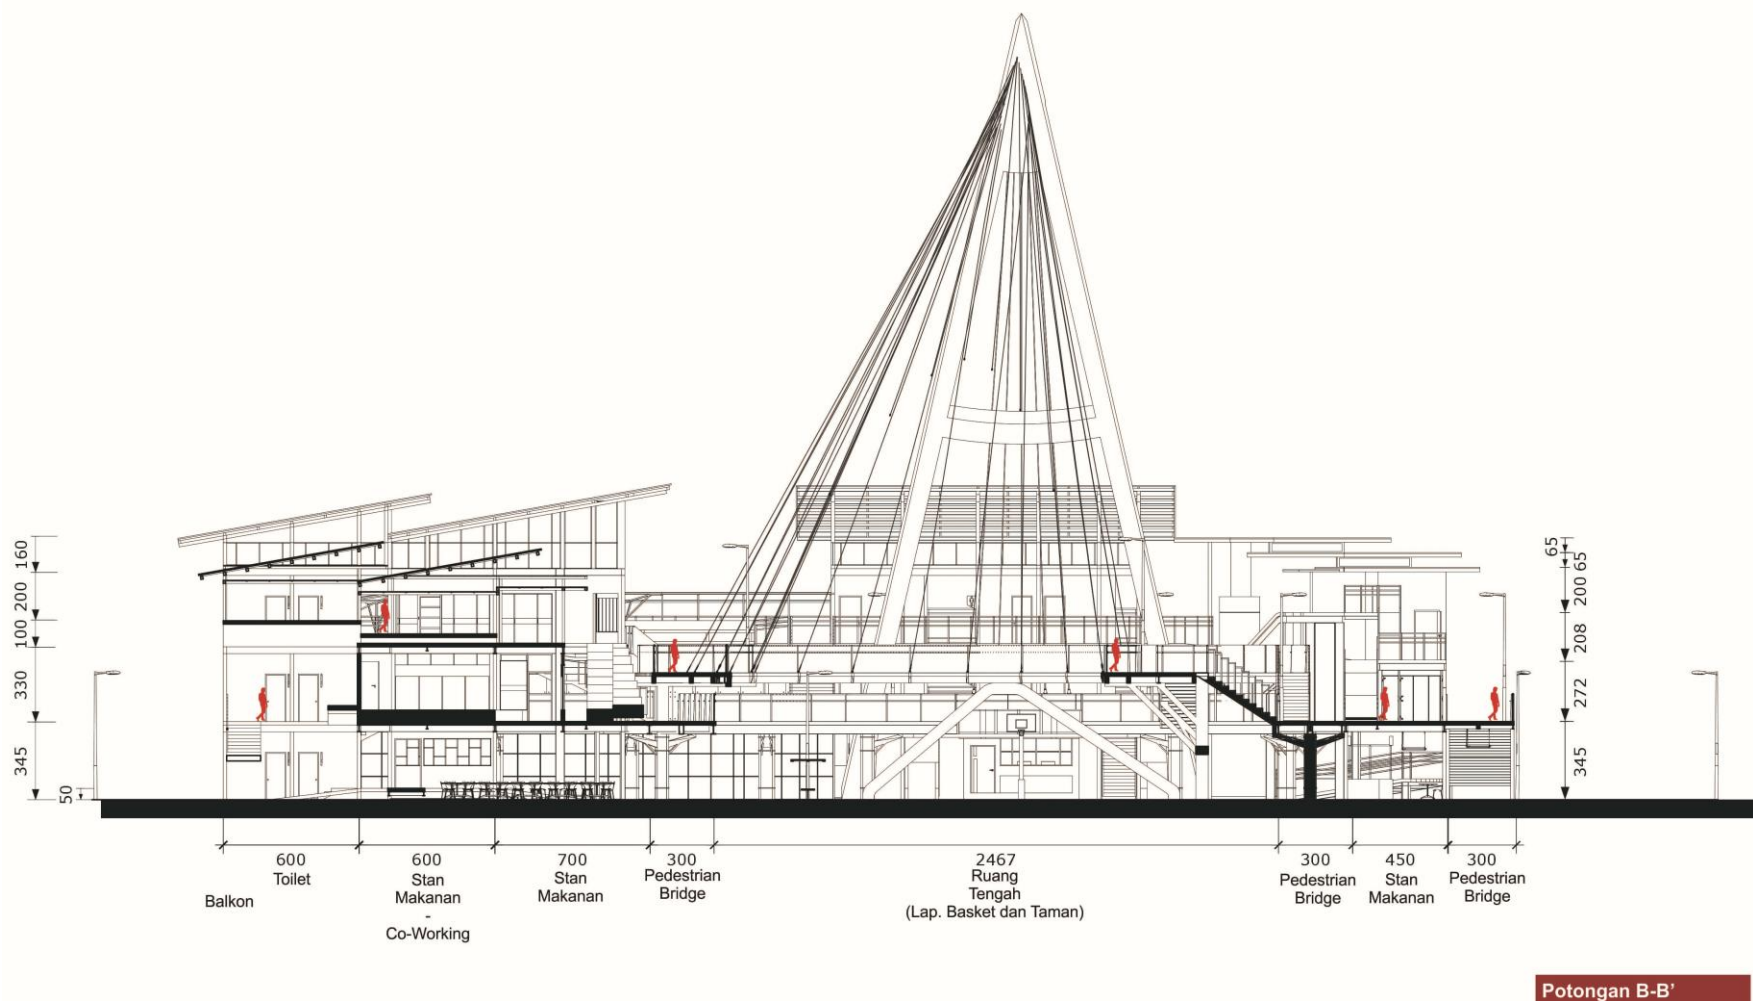 160
200
100
330
345
50
65
65
200
208
272
345
600
Toilet
Balkon
600
Stan
Makanan
-
Co-Working
700
Stan
Makanan
300
Pedestrian
Bridge
2467
Ruang
Tengah
(Lap. Basket dan Taman)
300
Pedestrian
Bridge
450
Stan
Makanan
300
Pedestrian
Bridge
Potongan B-B'